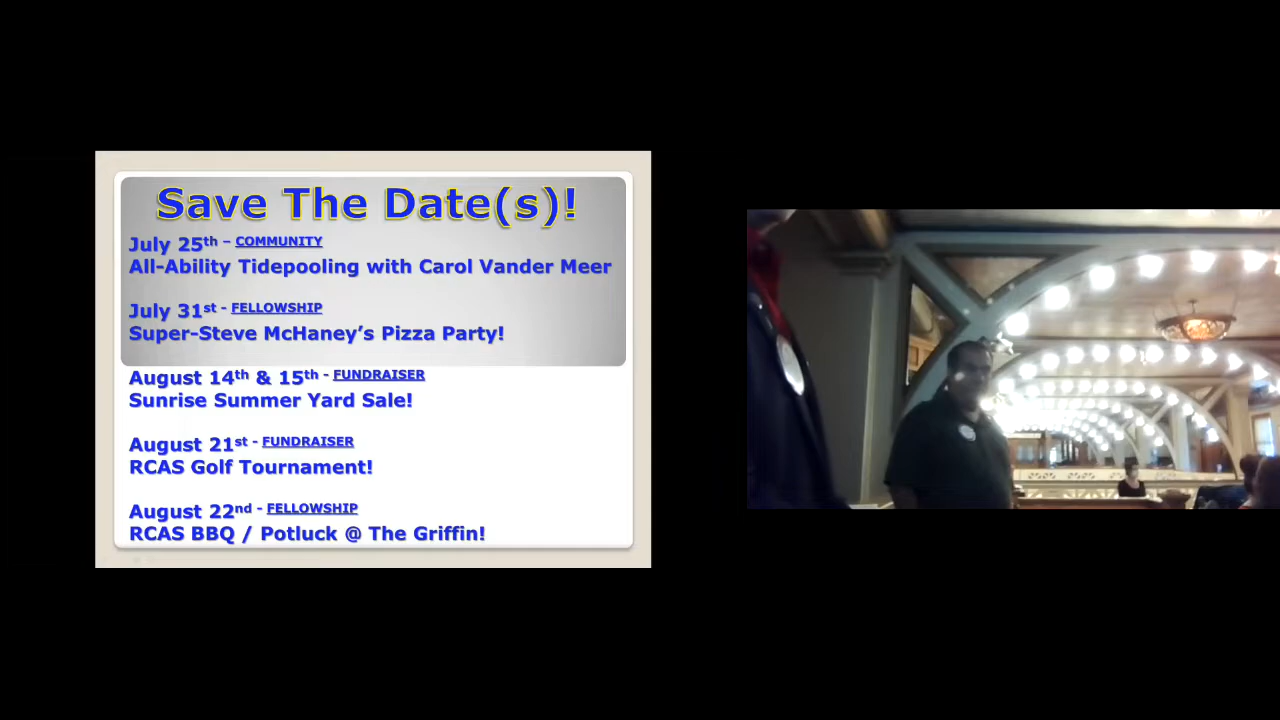 Save The Date(s)!
July 25th – COMMUNITY
All-Ability Tidepooling with Carol Vander Meer
July 31st - FELLOWSHIP
Super-Steve McHaney’s Pizza Party!
August 14th & 15th - FUNDRAISER
Sunrise Summer Yard Sale!
August 21st - FUNDRAISER
RCAS Golf Tournament!
August 22nd - FELLOWSHIP
RCAS BBQ / Potluck @ The Griffin!